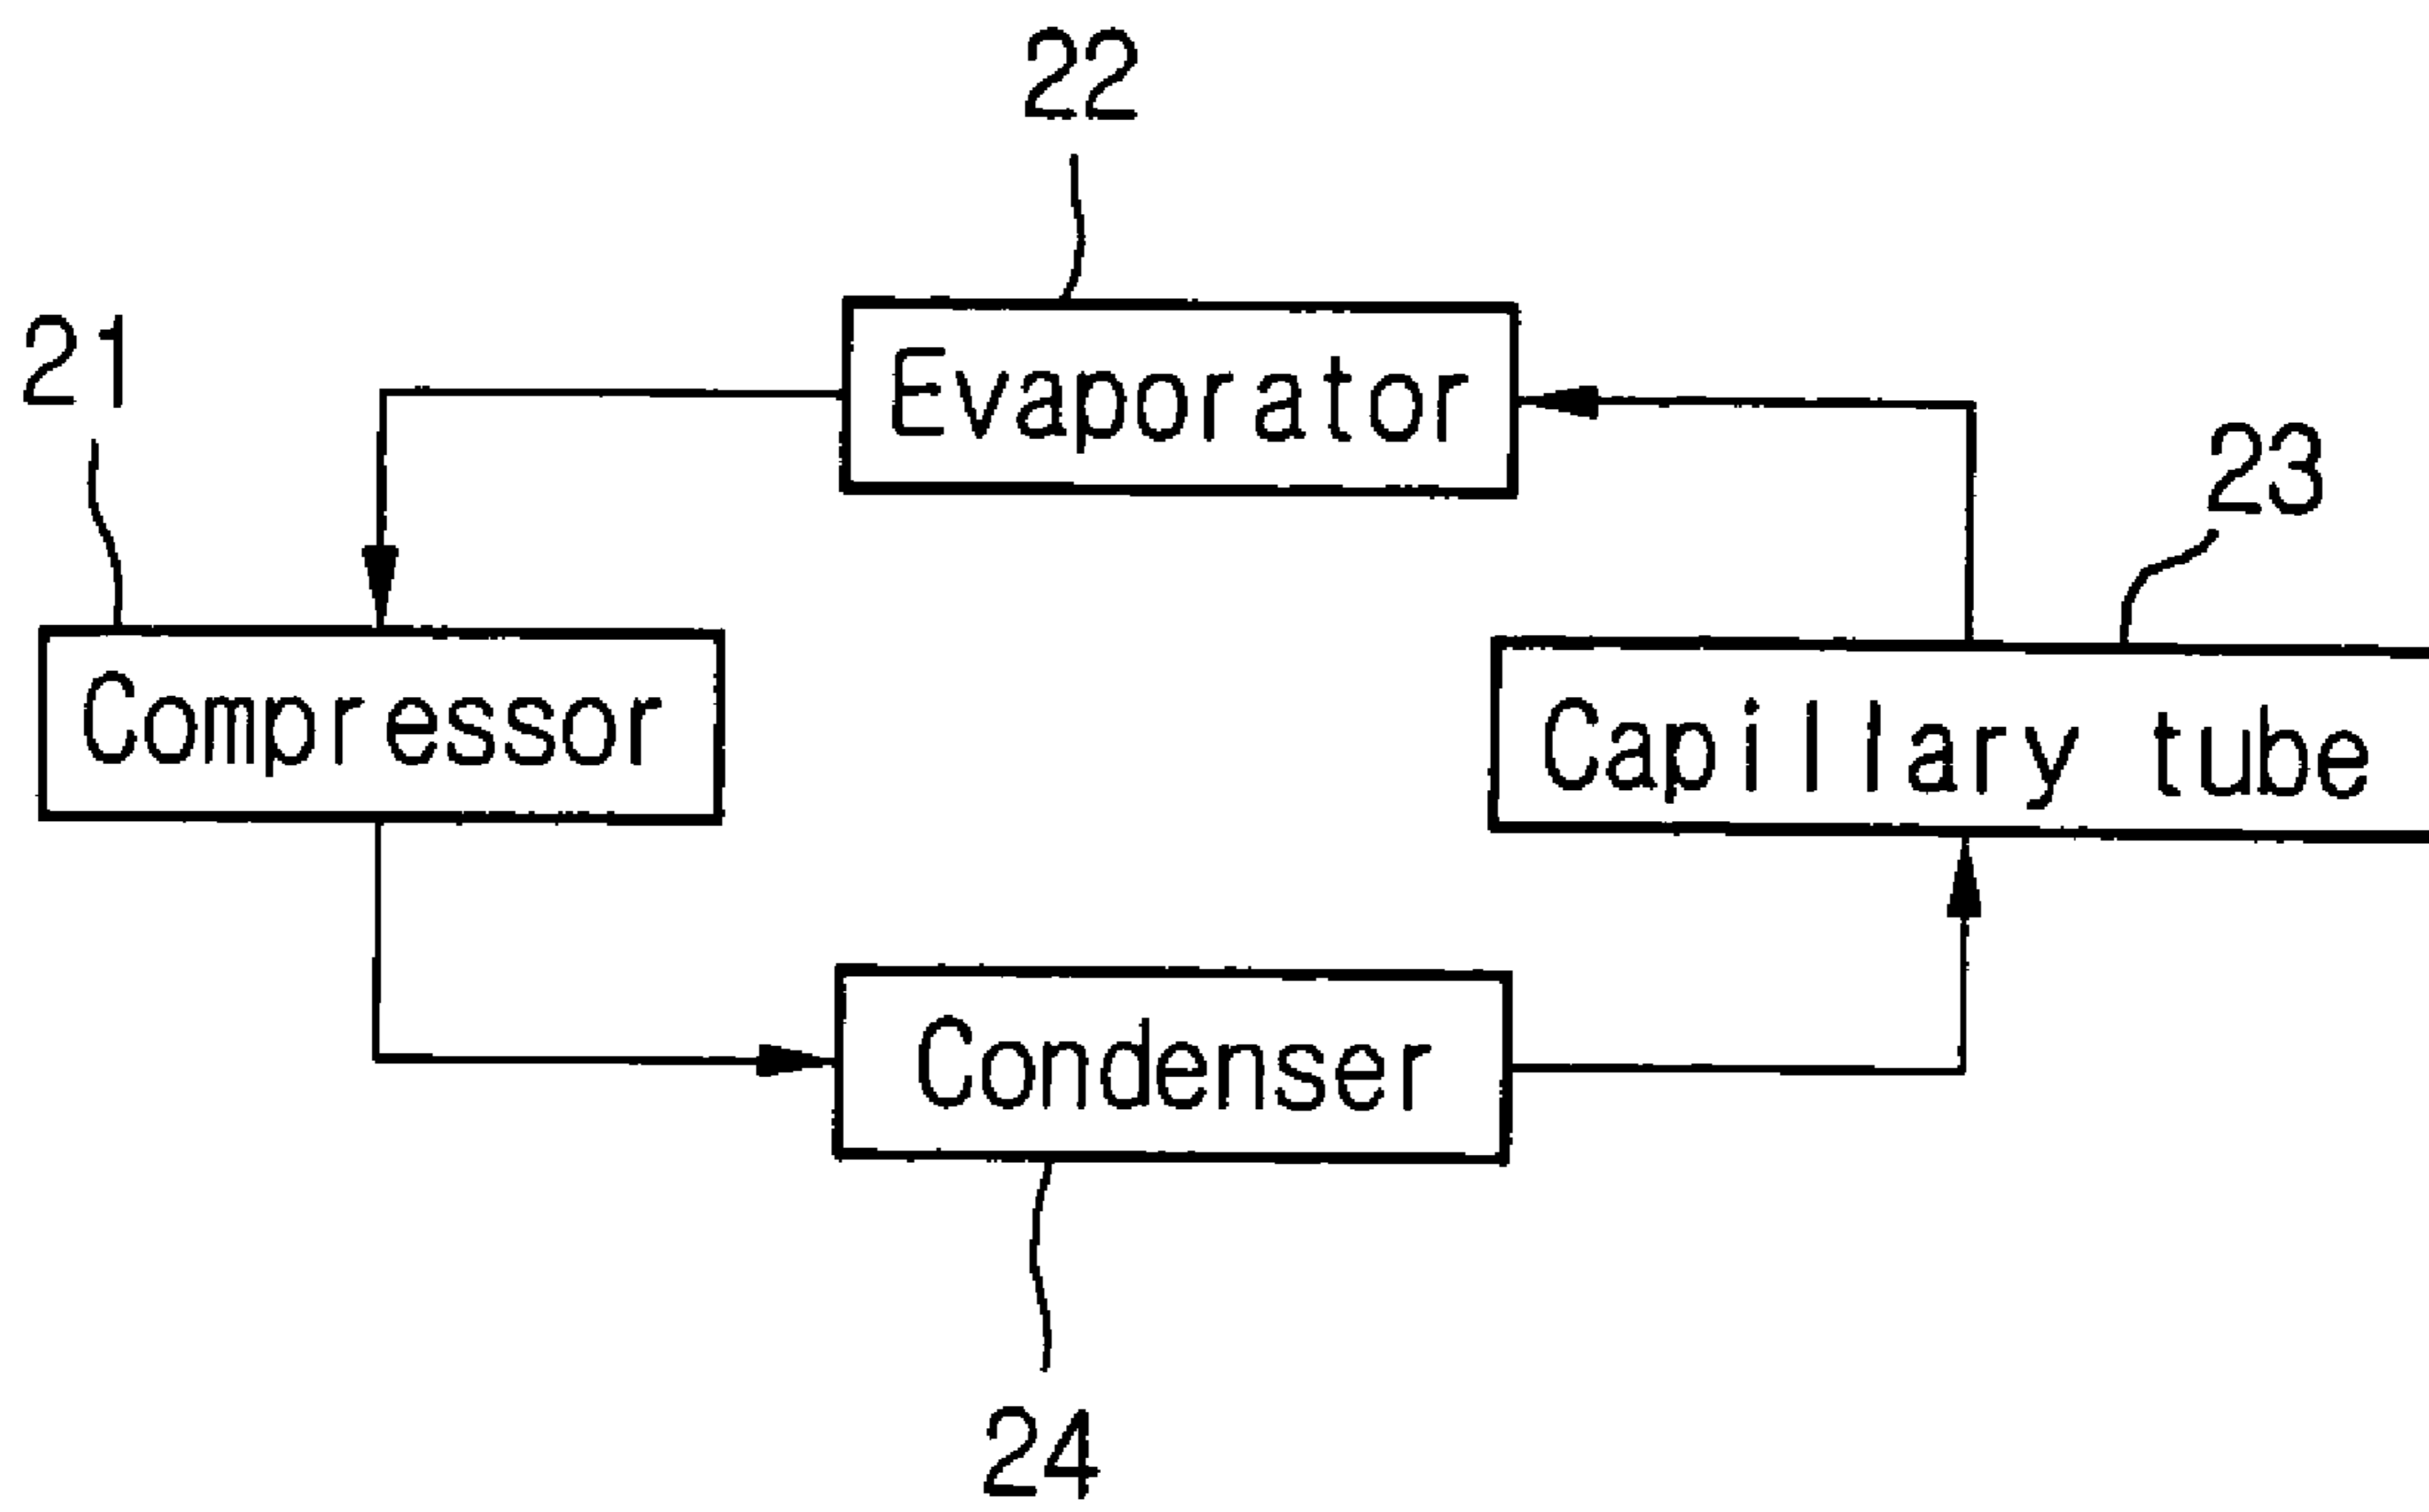 22
21
Evaporator
23
Compressor
Capillary tube
Condenser
24